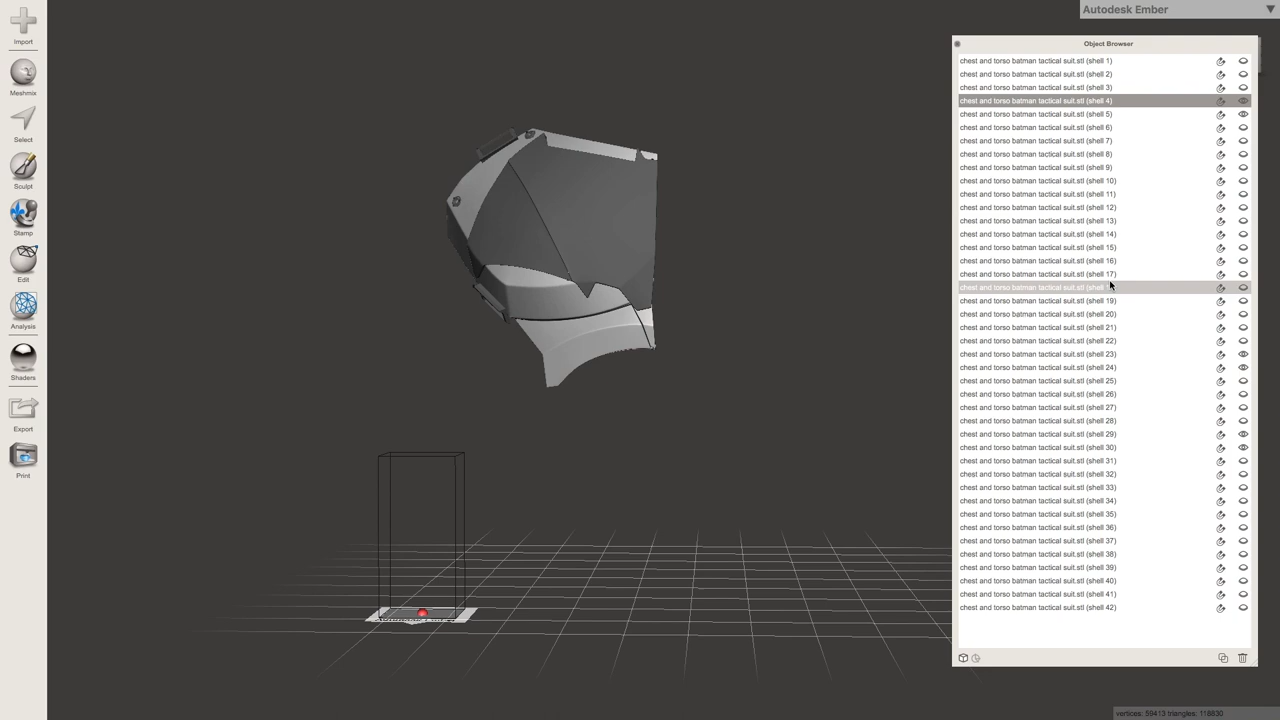 Autodesk Ember
Import
Meshmix
Select
Sculpt
Stamp
Edit
Analysis
Shaders
Export
Print
Object Browser
chest and torso batman tactical suit.stl (shell 1)
chest and torso batman tactical suit.stl (shell 2)
chest and torso batman tactical suit.stl (shell 3)
chest and torso batman tactical suit.stl (shell 4)
chest and torso batman tactical suit.stl (shell 5)
chest and torso batman tactical suit.stl (shell 6)
chest and torso batman tactical suit.stl (shell 7)
chest and torso batman tactical suit.stl (shell 8)
chest and torso batman tactical suit.stl (shell 9)
chest and torso batman tactical suit.stl (shell 10)
chest and torso batman tactical suit.stl (shell 11)
chest and torso batman tactical suit.stl (shell 12)
chest and torso batman tactical suit.stl (shell 13)
chest and torso batman tactical suit.stl (shell 14)
chest and torso batman tactical suit.stl (shell 15)
chest and torso batman tactical suit.stl (shell 16)
chest and torso batman tactical suit.stl (shell 17)
chest and torso batman tactical suit.stl (shell
chest and torso batman tactical suit.stl (shell 19)
chest and torso batman tactical suit.stl (shell 20)
chest and torso batman tactical suit.stl (shell 21)
chest and torso batman tactical suit.stl (shell 22)
chest and torso batman tactical suit.stl (shell 23)
chest and torso batman tactical suit.stl (shell 24)
chest and torso batman tactical suit.stl (shell 25)
chest and torso batman tactical suit.stl (shell 26)
chest and torso batman tactical suit.stl (shell 27)
chest and torso batman tactical suit.stl (shell 28)
chest and torso batman tactical suit.stl (shell 29)
chest and torso batman tactical suit.stl (shell 30)
chest and torso batman tactical suit.stl (shell 31)
chest and torso batman tactical suit.stl (shell 32)
chest and torso batman tactical suit.stl (shell 33)
chest and torso batman tactical suit.stl (shell 34)
chest and torso batman tactical suit.stl (shell 35)
chest and torso batman tactical suit.stl (shell 36)
chest and torso batman tactical suit.stl (shell 37)
chest and torso batman tactical suit.stl (shell 38)
chest and torso batman tactical suit.stl (shell 39)
chest and torso batman tactical suit.stl (shell 40)
chest and torso batman tactical suit.stl (shell 41)
chest and torso batman tactical suit.stl (shell 42)
vertices: 59413 triangles: 118830